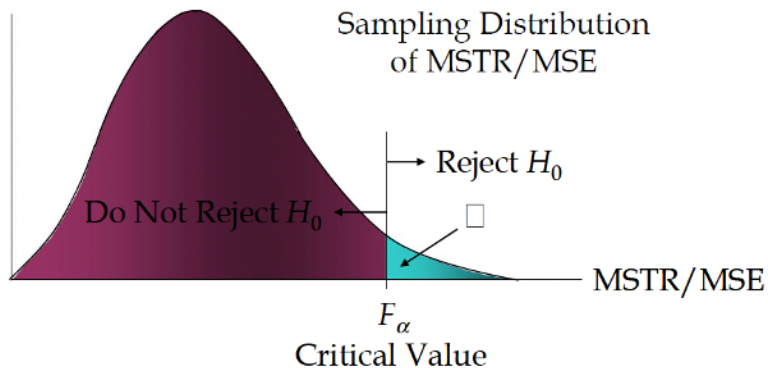 Sampling Distribution
of MSTR/MSE
Reject H₀
Do Not Reject H₀
MSTR/MSE
Fα
Critical Value